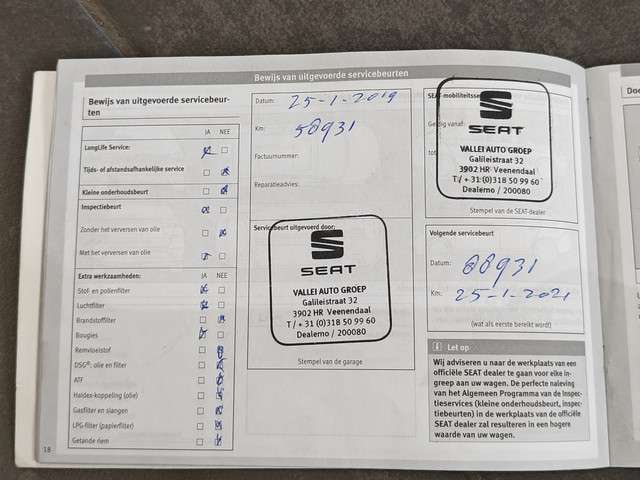 Bewijs van uitgevoerde servicebeurten
Bewijs van uitgevoerde servicebeur-
ten
JA NEE
LongLife Service:
Tijds- of afstandsafhankelijke service
Kleine onderhoudsbeurt
Inspectiebeurt
Zonder het verversen van olie
Met het verversen van olie
Extra werkzaamheden: JA NEE
Stof- en pollenfilter
Luchtfilter
Brandstoffilter
Bougies
Remvloeistof
DSG®: olie en filter
ATF
Haldex-koppeling (olie)
Gasfilter en slangen
LPG-filter (papierfilter)
Getande riem
18
Datum: 25-1-2019
Km: 58931
Factuurnummer:
Reparatieadvies:
Servicebeurt uitgevoerd door:
SEAT
VALLEI AUTO GROEP
Galileistraat 32
3902 HR Veenendaal
T / + 31 (0)318 50 99 60
Dealerno / 200080
Stempel van de garage
SEAT
VALLEI AUTO GROEP
Galileistraat 32
3902 HR Veenendaal
T / + 31 (0)318 50 99 60
Dealerno / 200080
Stempel van de SEAT-dealer
Volgende servicebeurt
Datum: 88931
Km: 25-1-2021
(wat als eerste bereikt wordt)
i Let op
Wij adviseren u naar de werkplaats van een
officiële SEAT dealer te gaan voor elke in-
greep aan uw wagen. De perfecte naleving
van het Algemeen Programma van de Inspec-
tieservices (kleine onderhoudsbeurt, inspec-
tiebeurten) in de werkplaats van de officiële
SEAT dealer zal resulteren in een hogere
waarde van uw wagen.